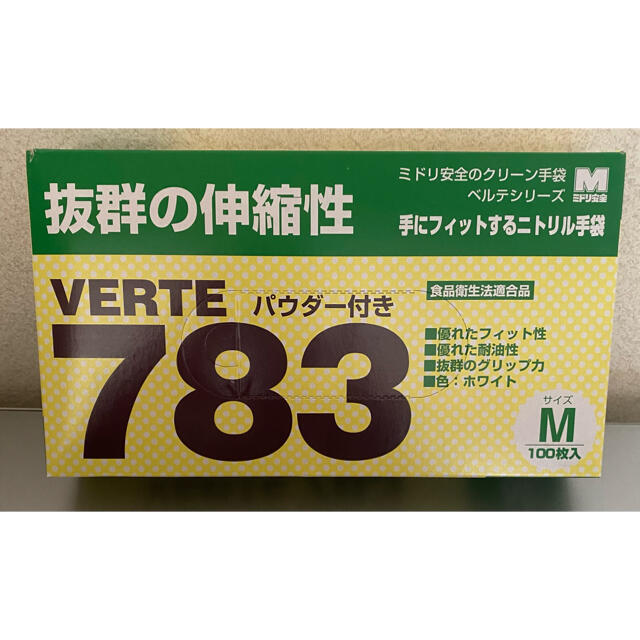 抜群の伸縮性
ミドリ安全のクリーン手袋
ベルテシリーズ
M
ミドリ安全
手にフィットするニトリル手袋
VERTE
パウダー付き
783
食品衛生法適合品
■優れたフィット性
■優れた耐油性
■抜群のグリップ力
■色：ホワイト
サイズ
M
100枚入